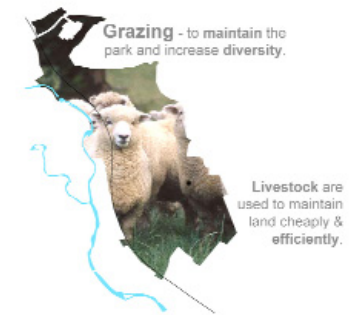 Grazing - to maintain the
park and increase diversity.
Livestock are
used to maintain
land cheaply &
efficiently.